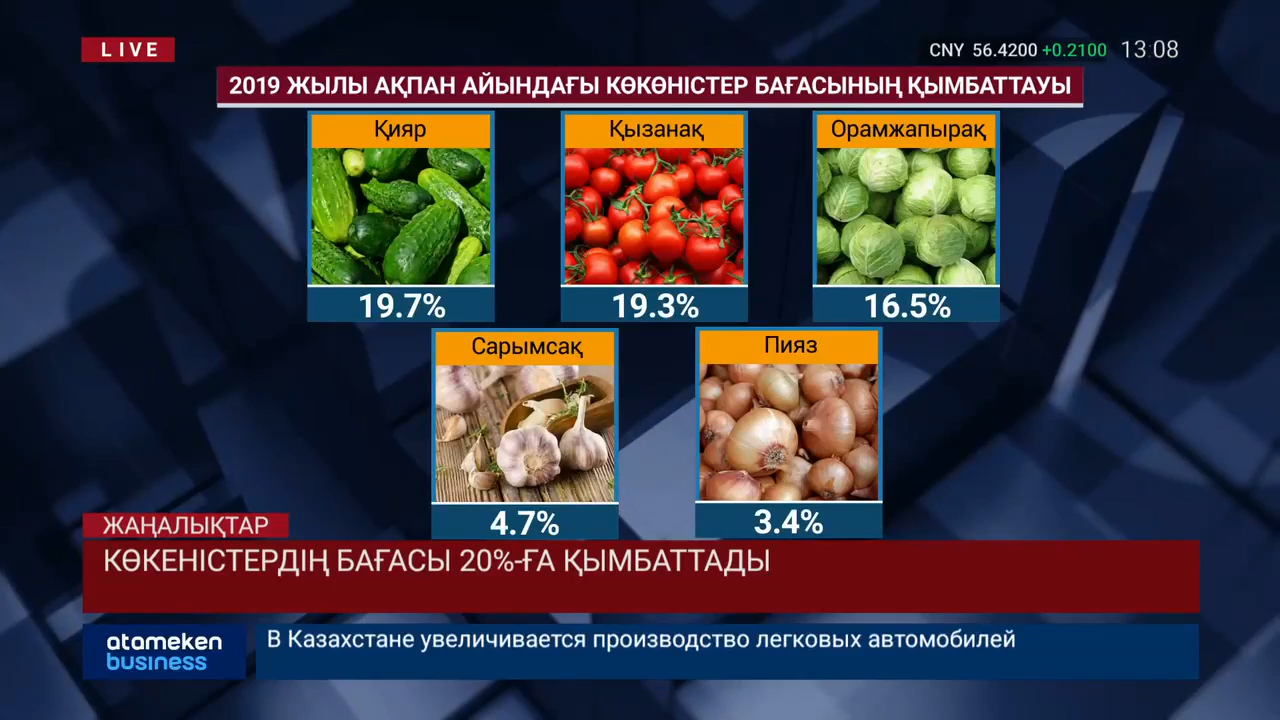 LIVE
CNY 56.4200 +0.2100 13:08
2019 ЖЫЛЫ АҚПАН АЙЫНДАҒЫ КӨКӨНІСТЕР БАҒАСЫНЫҢ ҚЫМБАТТАУЫ
Қияр
Қызанақ
Орамжапырақ
19.7%
19.3%
16.5%
Сарымсақ
Пияз
4.7%
3.4%
ЖАҢАЛЫҚТАР
КӨКЕНІСТЕРДІҢ БАҒАСЫ 20%-ҒА ҚЫМБАТТАДЫ
atameken
business
В Казахстане увеличивается производство легковых автомобилей